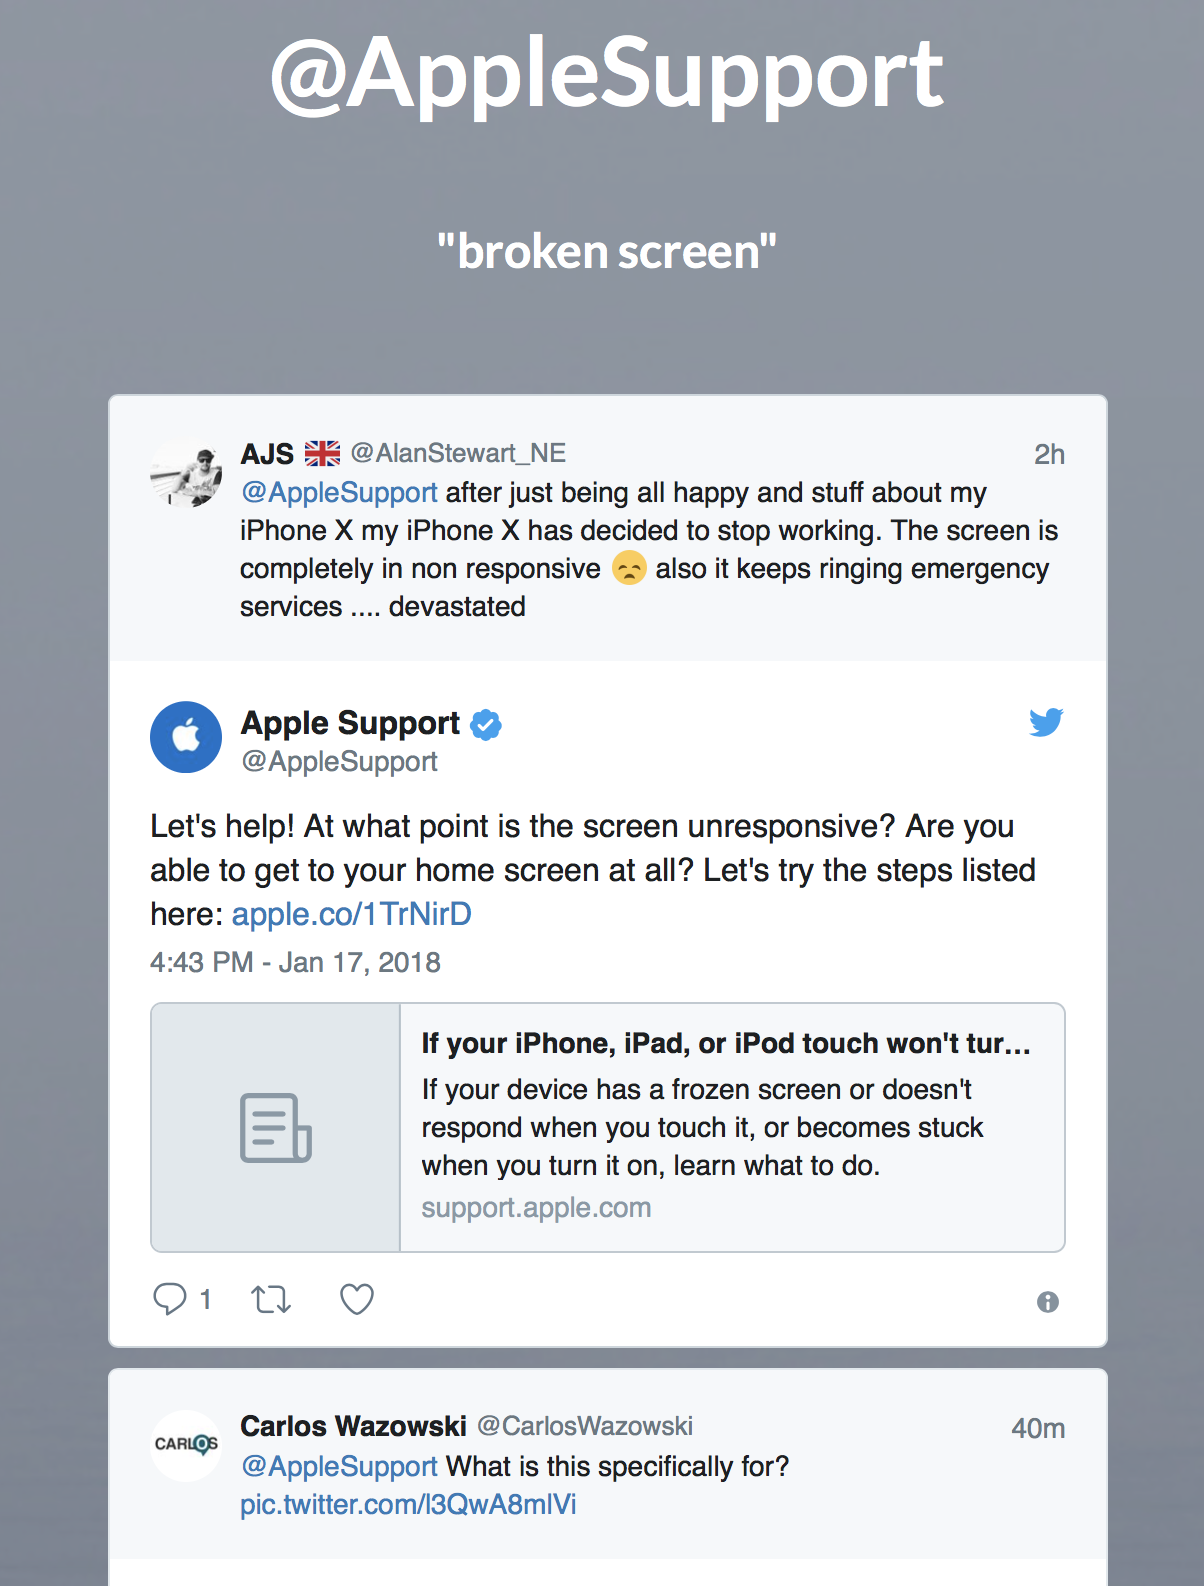 @AppleSupport
"broken screen"
AJS 🇬🇧 @AlanStewart_NE 2h
@AppleSupport after just being all happy and stuff about my
iPhone X my iPhone X has decided to stop working. The screen is
completely in non responsive 😞 also it keeps ringing emergency
services .... devastated
Apple Support
@AppleSupport
Let's help! At what point is the screen unresponsive? Are you
able to get to your home screen at all? Let's try the steps listed
here: apple.co/1TrNirD
4:43 PM - Jan 17, 2018
If your iPhone, iPad, or iPod touch won't tur...
If your device has a frozen screen or doesn't
respond when you touch it, or becomes stuck
when you turn it on, learn what to do.
support.apple.com
1
CARLOS
Carlos Wazowski @CarlosWazowski 40m
@AppleSupport What is this specifically for?
pic.twitter.com/l3QwA8mlVi